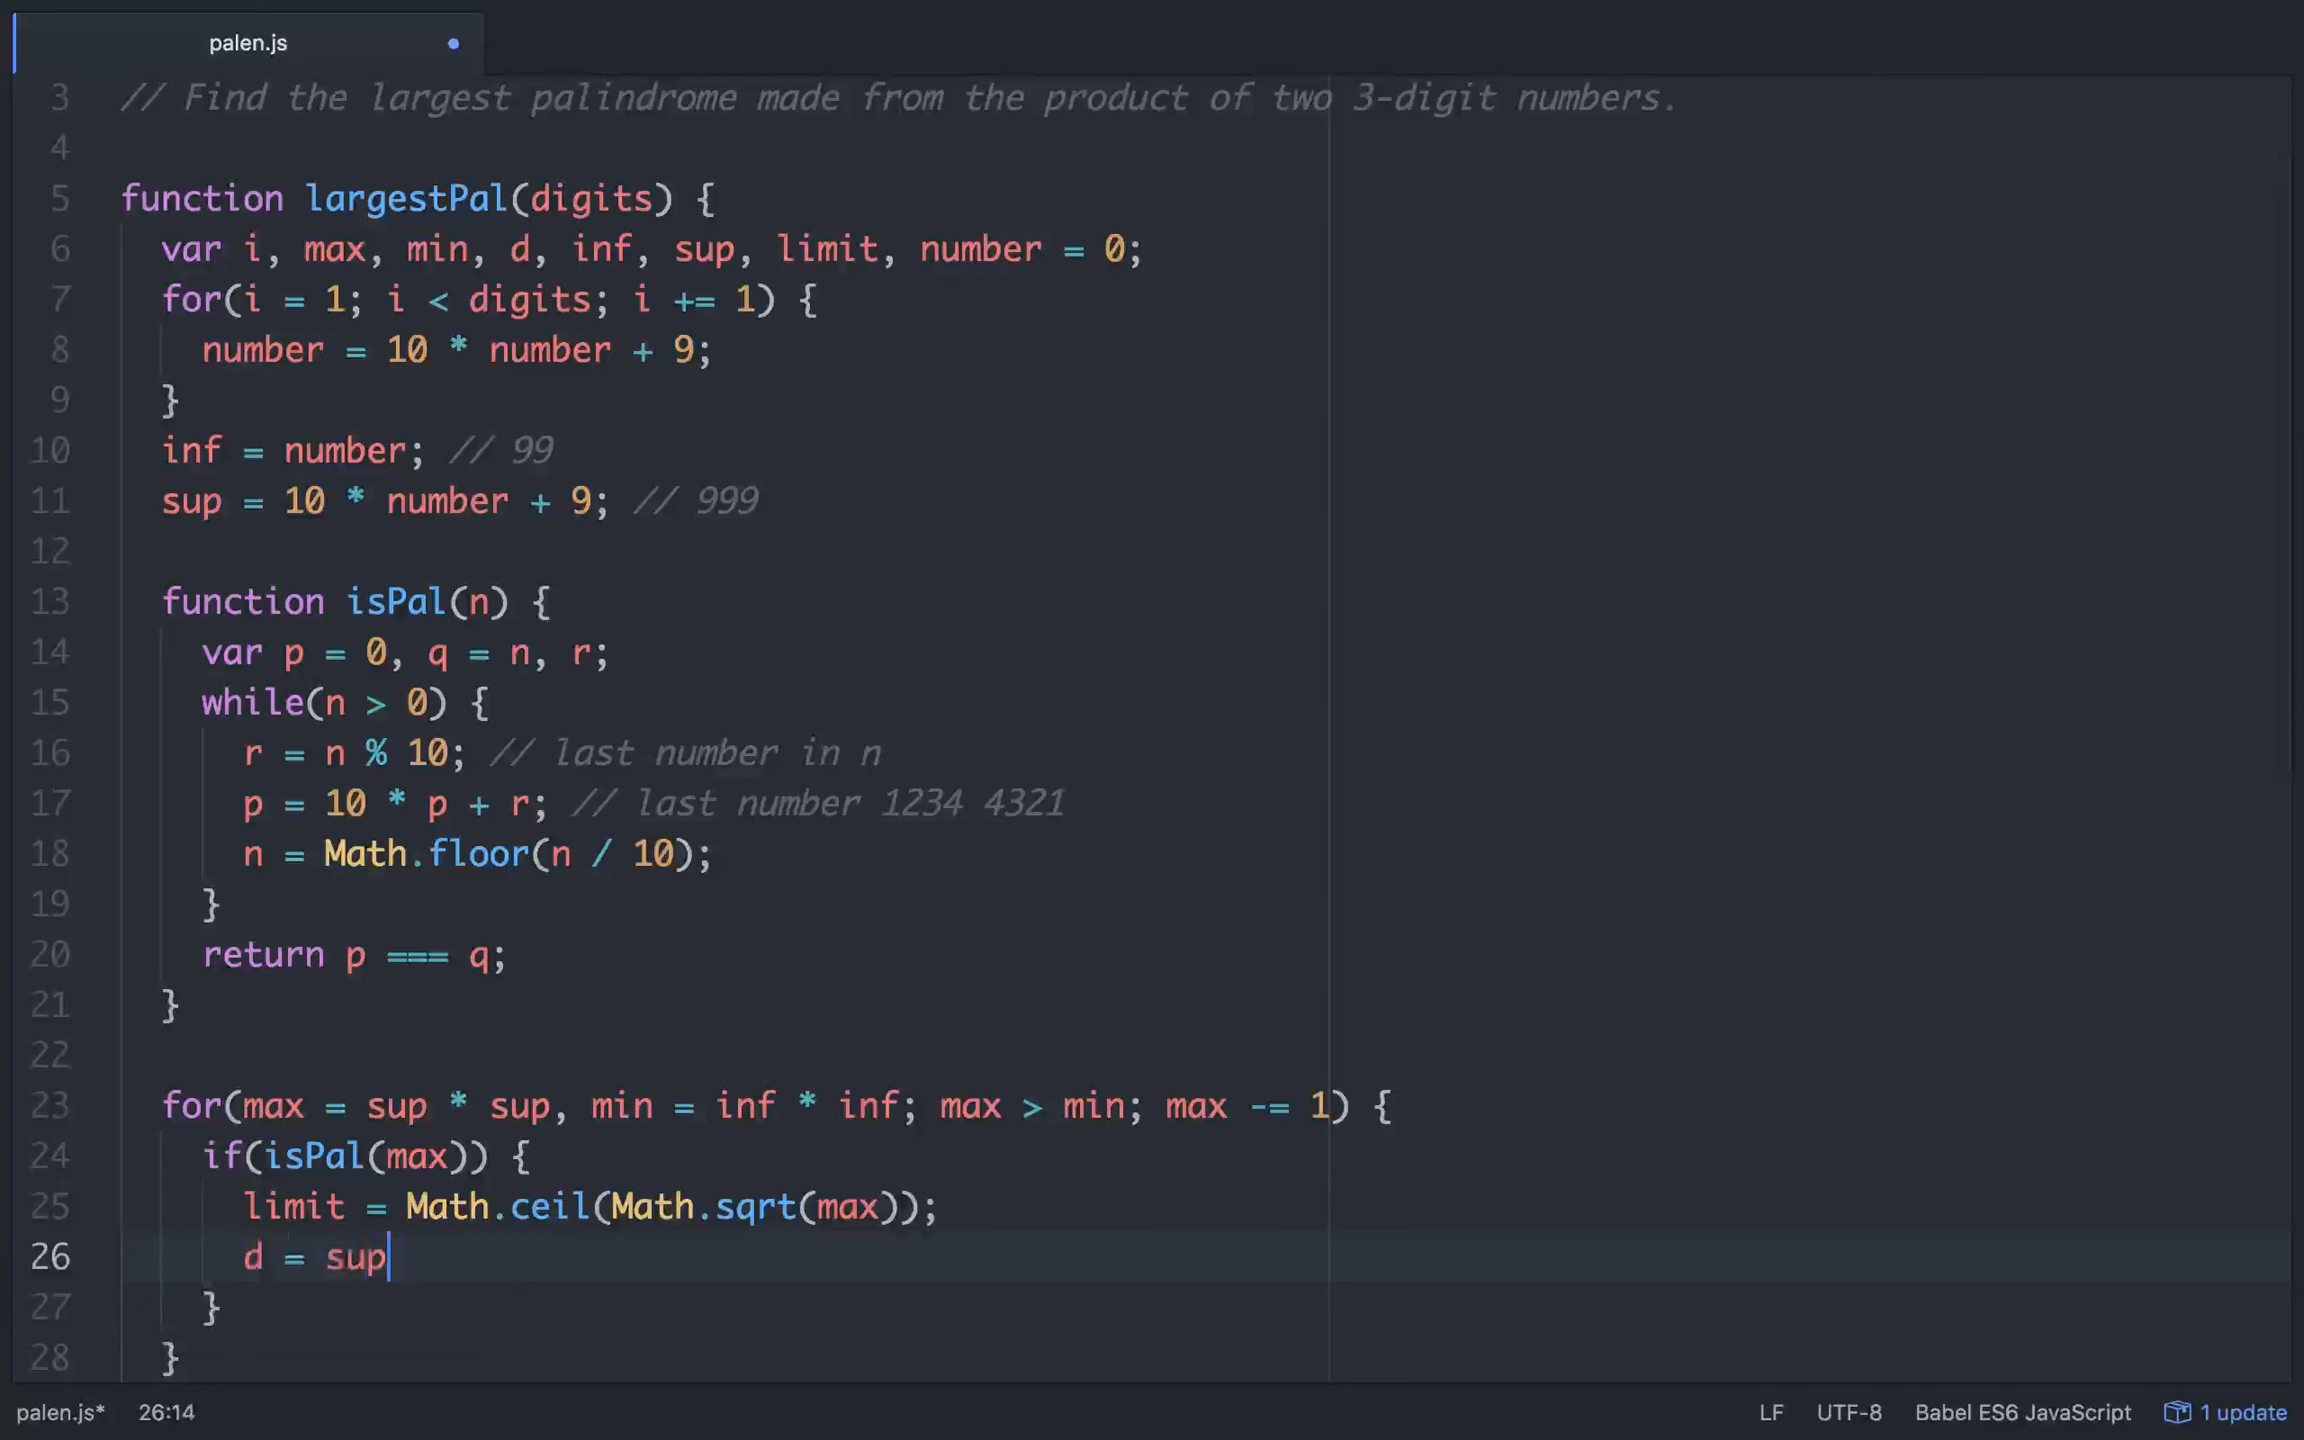 palen.js
3 // Find the largest palindrome made from the product of two 3-digit numbers.
4
5 function largestPal(digits) {
6 var i, max, min, d, inf, sup, limit, number = 0;
7 for(i = 1; i < digits; i += 1) {
8 number = 10 * number + 9;
9 }
10 inf = number; // 99
11 sup = 10 * number + 9; // 999
12
13 function isPal(n) {
14 var p = 0, q = n, r;
15 while(n > 0) {
16 r = n % 10; // last number in n
17 p = 10 * p + r; // last number 1234 4321
18 n = Math.floor(n / 10);
19 }
20 return p === q;
21 }
22
23 for(max = sup * sup, min = inf * inf; max > min; max -= 1) {
24 if(isPal(max)) {
25 limit = Math.ceil(Math.sqrt(max));
26 d = sup
27 }
28 }
palen.js* 26:14 LF UTF-8 Babel ES6 JavaScript 1 update